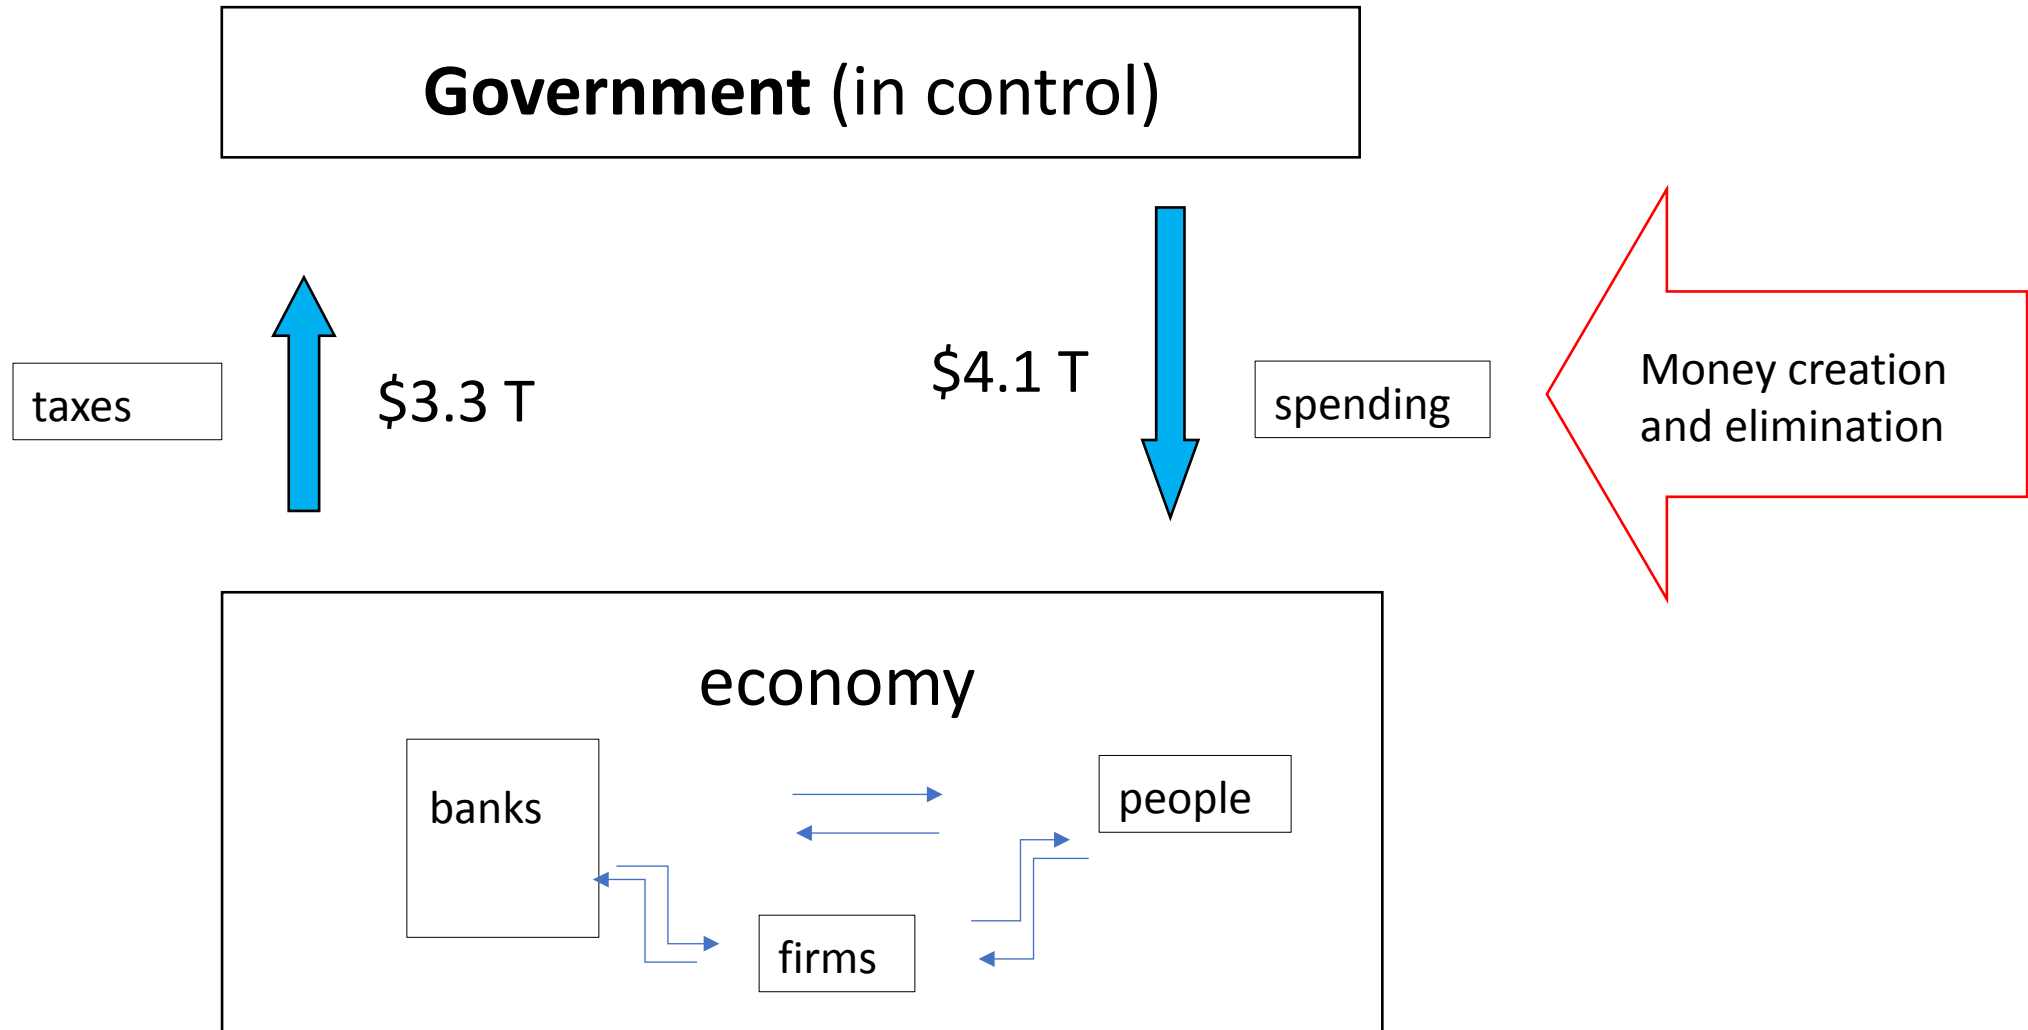 Government (in control)
taxes
$3.3 T
$4.1 T
spending
Money creation
and elimination
economy
banks
people
firms